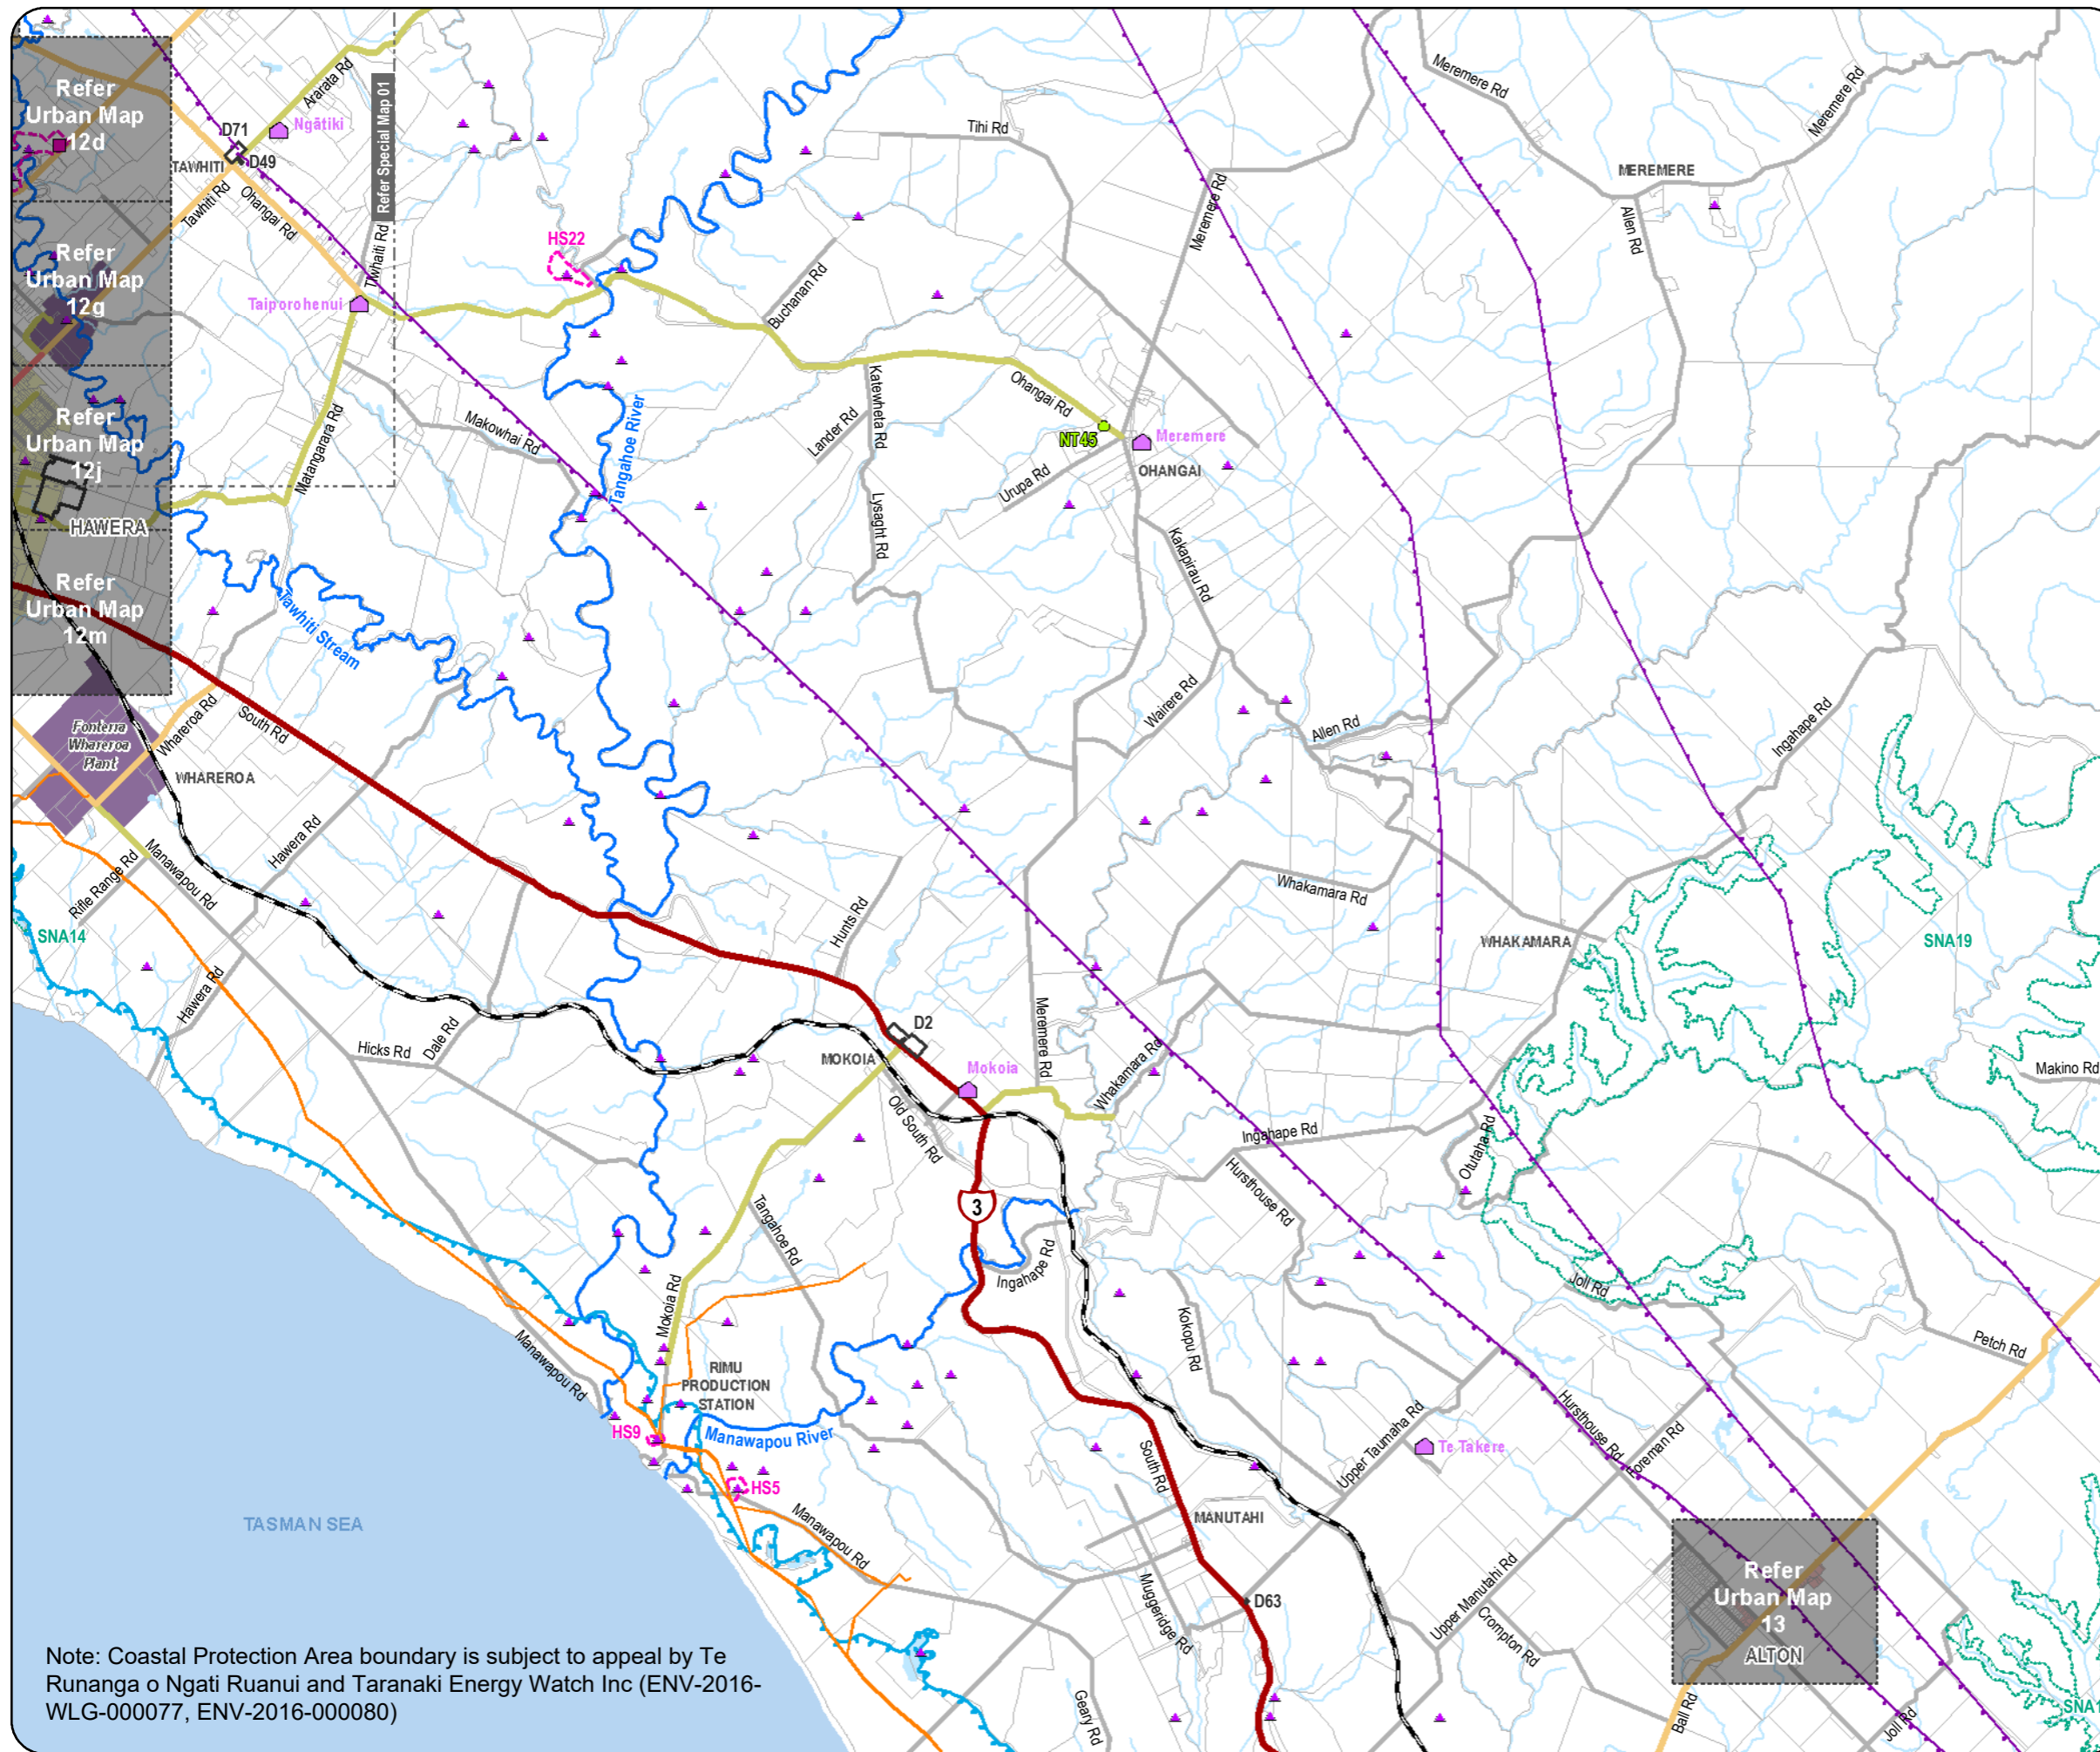 Refer
Urban Map
12d
Ararata Rd
D71
Ngātiki
D49
TAWHITI
Tawhiti Rd
Ohangai Rd
Refer Special Map 01
Tiwhaiti Rd
Tihi Rd
Meremere Rd
Meremere Rd
MEREMERE
Meremere Rd
Allen Rd
Refer
Urban Map
12g
HS22
Taiporohenui
Buchanan Rd
Refer
Urban Map
12j
HAWERA
Matangarara Rd
Makowhai Rd
Tangahoe River
Lander Rd
Katewheta Rd
Ohangai Rd
NT45
Meremere
OHANGAI
Urupa Rd
Lysaght Rd
Kakapirau Rd
Refer
Urban Map
12m
Tawhiti Stream
Fonterra
Whareroa
Plant
Whareroa Rd
South Rd
WHAREROA
Wairere Rd
Allen Rd
Ingahape Rd
Hawera Rd
Rifle Range Rd
Manawapou Rd
SNA14
Hawera Rd
Hunts Rd
Whakamara Rd
WHAKAMARA
SNA19
Hicks Rd
Dale Rd
D2
MOKOIA
Mokoia
Meremere Rd
Whakamara Rd
Makino Rd
Old South Rd
Ingahape Rd
Otutaha Rd
Hursthouse Rd
3
Tangahoe Rd
Ingahape Rd
Mokoia Rd
Manawapou Rd
Kokopu Rd
Joll Rd
Petch Rd
RIMU
PRODUCTION
STATION
HS9
Manawapou River
HS5
Manawapou Rd
South Rd
Upper Taumaha Rd
Te Takere
Hursthouse Rd
Foreman Rd
TASMAN SEA
MANUTAHI
Muggeridge Rd
D63
Upper Manutahi Rd
Crompton Rd
Refer
Urban Map
13
ALTON
Ball Rd
Joll Rd
Geary Rd
Note: Coastal Protection Area boundary is subject to appeal by Te
Runanga o Ngati Ruanui and Taranaki Energy Watch Inc (ENV-2016-
WLG-000077, ENV-2016-000080)